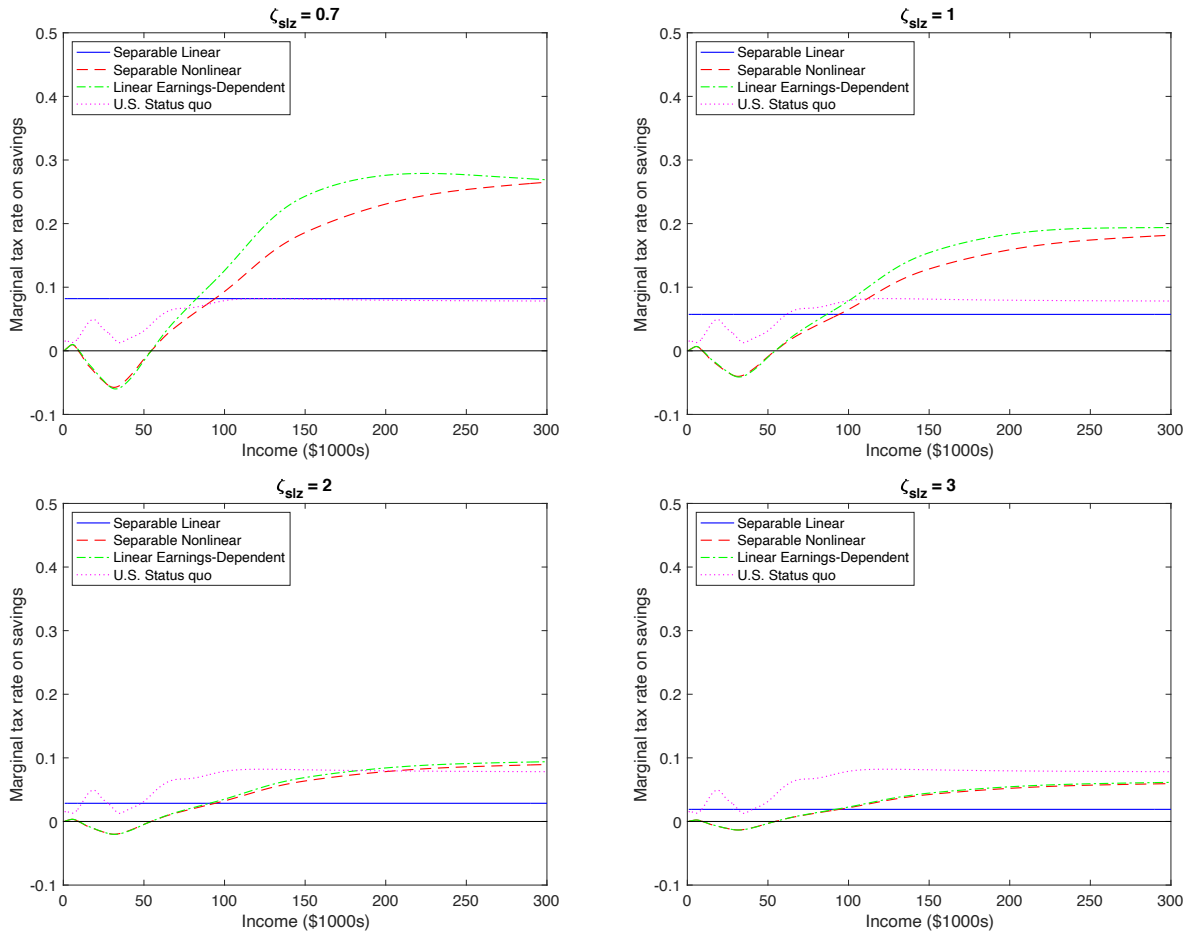 ζs|z = 0.7
0.5
0.4
0.3
0.2
0.1
0
-0.1
Marginal tax rate on savings
Separable Linear
Separable Nonlinear
Linear Earnings-Dependent
U.S. Status quo
0 50 100 150 200 250 300
Income ($1000s)
ζs|z = 1
0.5
0.4
0.3
0.2
0.1
0
-0.1
Marginal tax rate on savings
Separable Linear
Separable Nonlinear
Linear Earnings-Dependent
U.S. Status quo
0 50 100 150 200 250 300
Income ($1000s)
ζs|z = 2
0.5
0.4
0.3
0.2
0.1
0
-0.1
Marginal tax rate on savings
Separable Linear
Separable Nonlinear
Linear Earnings-Dependent
U.S. Status quo
0 50 100 150 200 250 300
Income ($1000s)
ζs|z = 3
0.5
0.4
0.3
0.2
0.1
0
-0.1
Marginal tax rate on savings
Separable Linear
Separable Nonlinear
Linear Earnings-Dependent
U.S. Status quo
0 50 100 150 200 250 300
Income ($1000s)